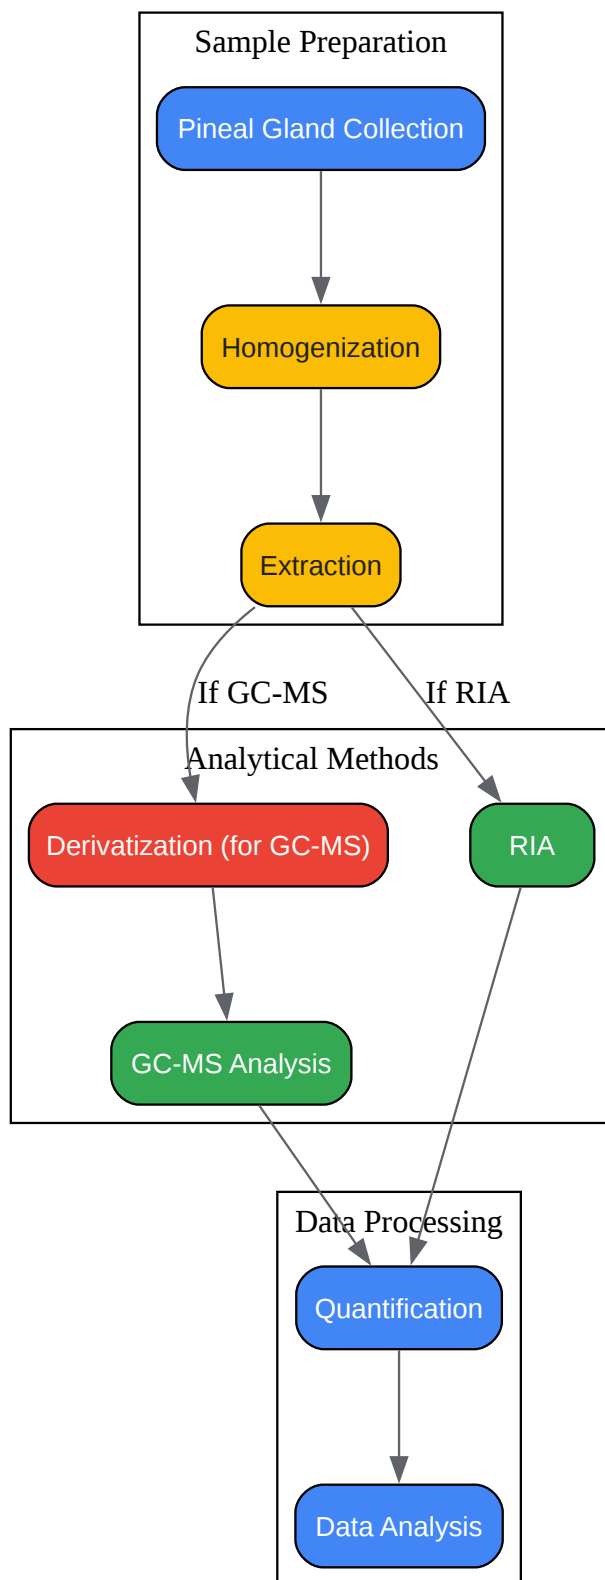 Sample Preparation
Pineal Gland Collection
Homogenization
Extraction
If GC-MS
If RIA
Analytical Methods
Derivatization (for GC-MS)
RIA
GC-MS Analysis
Data Processing
Quantification
Data Analysis